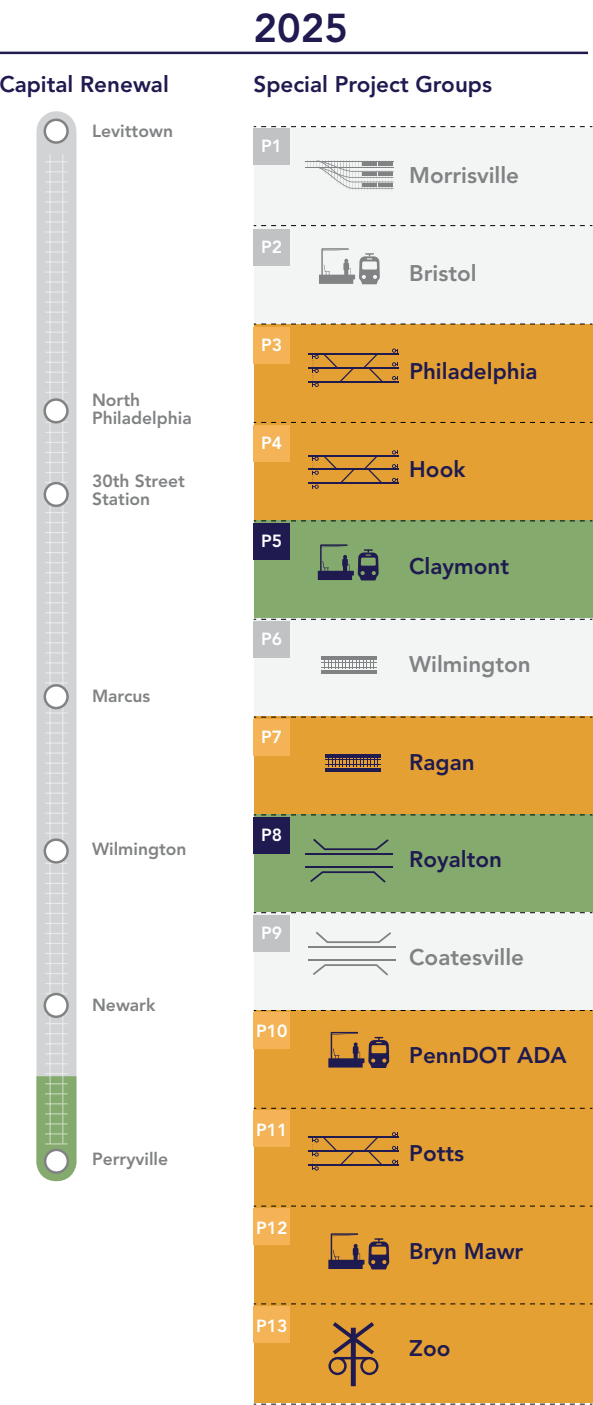 2025
Capital Renewal
Special Project Groups
Levittown
North
Philadelphia
30th Street
Station
Marcus
Wilmington
Newark
Perryville
P1
Morrisville
P2
Bristol
P3
Philadelphia
P4
Hook
P5
Claymont
P6
Wilmington
P7
Ragan
P8
Royalton
P9
Coatesville
P10
PennDOT ADA
P11
Potts
P12
Bryn Mawr
P13
Zoo